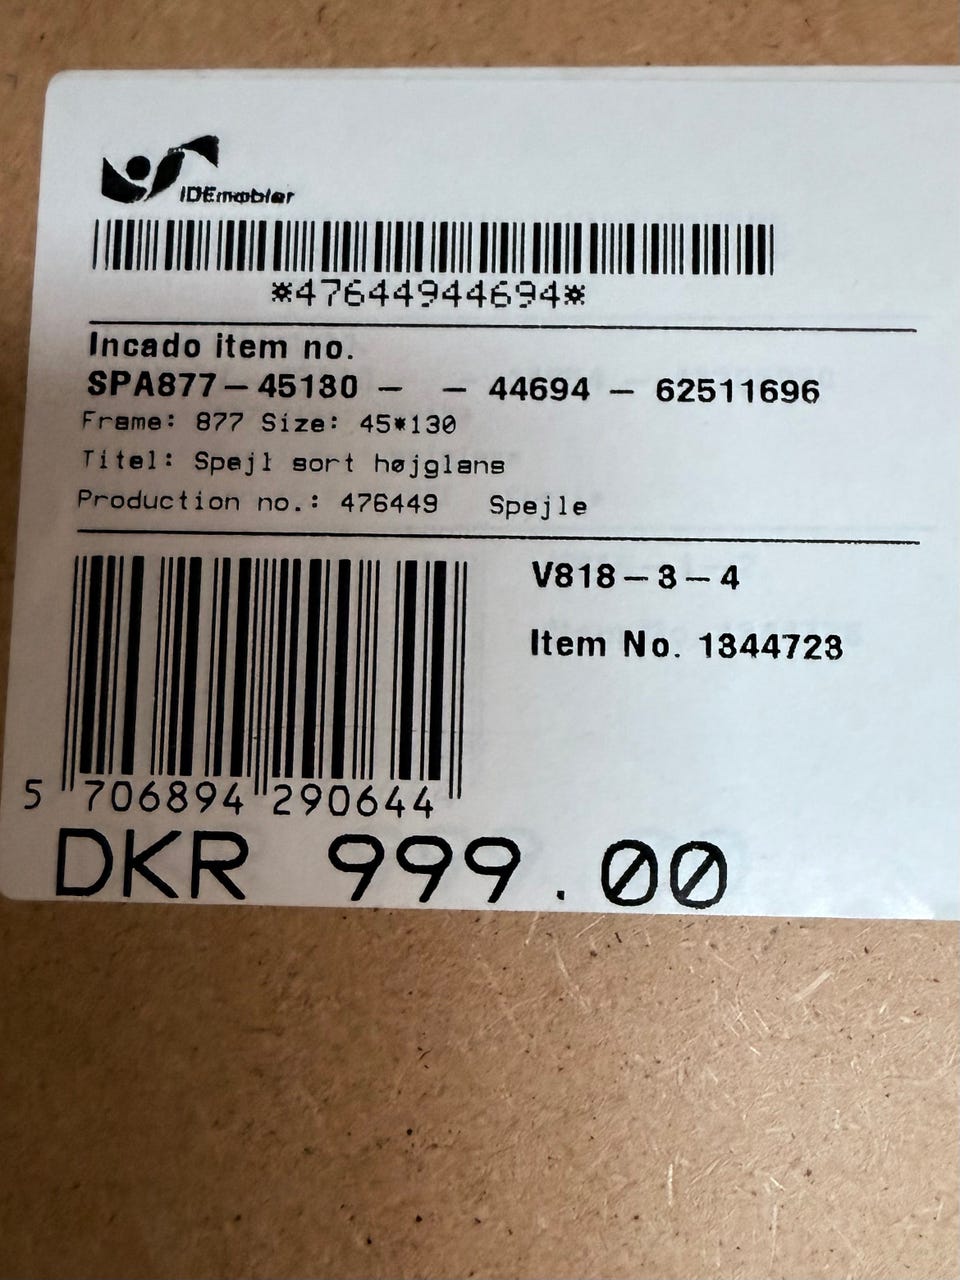 IDEmøbler
*47644944694*
Incado item no.
SPA877-45130 - - 44694 - 62511696
Frame: 877 Size: 45*130
Titel: Spejl sort højglans
Production no.: 476449 Spejle
V818-3-4
Item No. 1344723
5 706894 290644
DKR 999.00